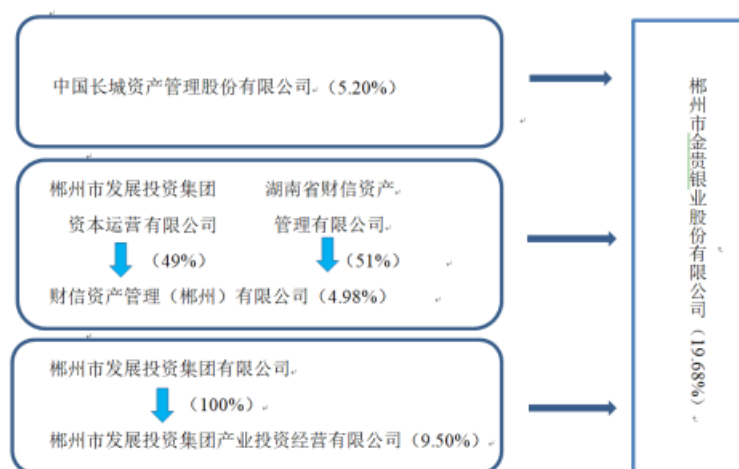 中国长城资产管理股份有限公司（5.20%）
郴州市发展投资集团
资本运营有限公司
湖南省财信资产
管理有限公司
（49%）
（51%）
财信资产管理（郴州）有限公司（4.98%）
郴州市发展投资集团有限公司
（100%）
郴州市发展投资集团产业投资经营有限公司（9.50%）
郴州市金贵银业股份有限公司（19.68%）